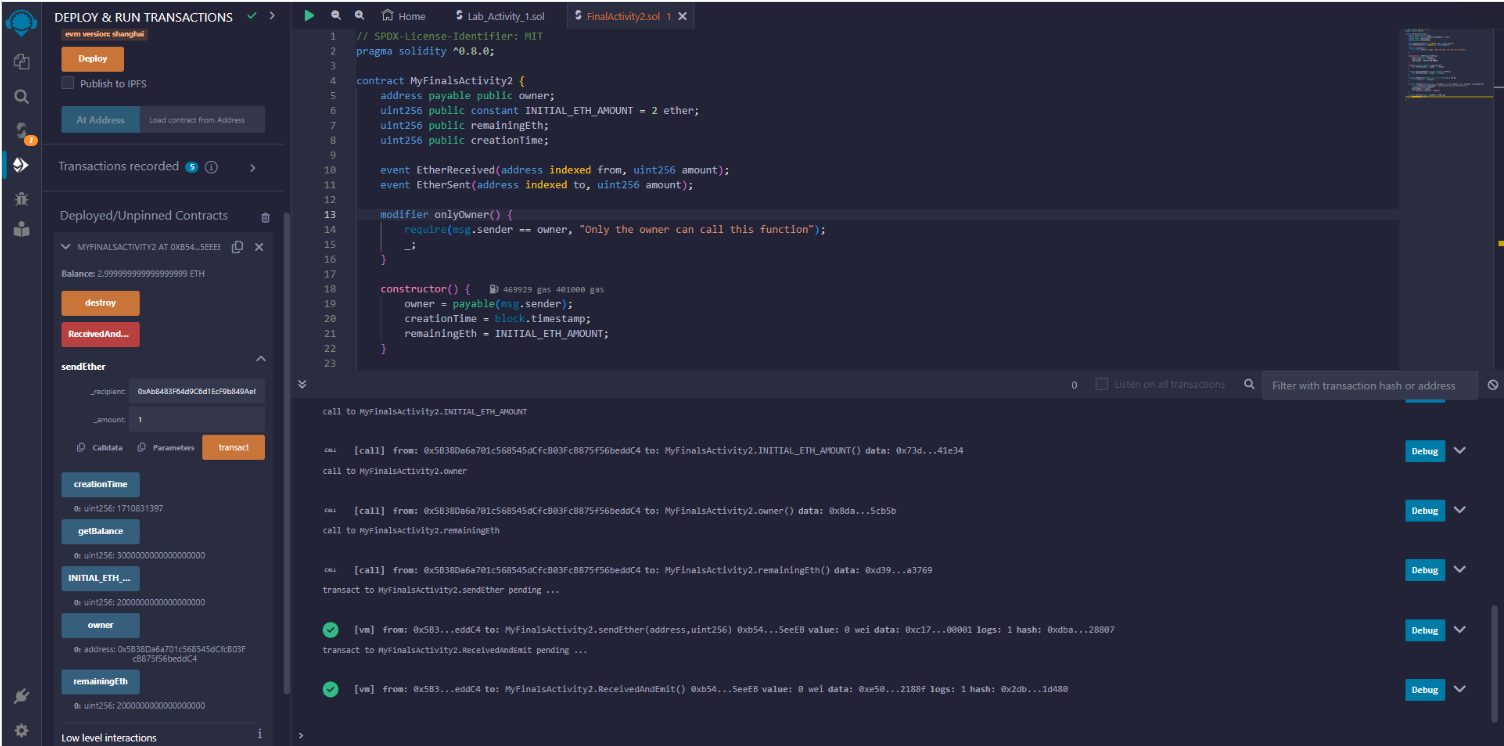 DEPLOY & RUN TRANSACTIONS
evm version: shanghai
Deploy
Publish to IPFS
At Address
Load contract from Address
Transactions recorded 5 i
Deployed/Unpinned Contracts
MYFINALSACTIVITY2 AT 0XB54...5EEEE
Balance: 2.999999999999999999 ETH
destroy
ReceivedAnd...
sendEther
_recipient: 0xAb8483F64d9C6d1EcF9b849Ae
_amount: 1
Calldata Parameters transact
creationTime
0: uint256: 1710831397
getBalance
0: uint256: 3000000000000000000
INITIAL_ETH_...
0: uint256: 2000000000000000000
owner
0: address: 0x5B38Da6a701c568545dCfcB03F
cB875f56beddC4
remainingEth
0: uint256: 2000000000000000000
Low level interactions i
1
Home
Lab_Activity_1.sol
FinalActivity2.sol 1
1 // SPDX-License-Identifier: MIT
2 pragma solidity ^0.8.0;
3
4 contract MyFinalsActivity2 {
5 address payable public owner;
6 uint256 public constant INITIAL_ETH_AMOUNT = 2 ether;
7 uint256 public remainingEth;
8 uint256 public creationTime;
9
10 event EtherReceived(address indexed from, uint256 amount);
11 event EtherSent(address indexed to, uint256 amount);
12
13 modifier onlyOwner() {
14 require(msg.sender == owner, "Only the owner can call this function");
15 _;
16 }
17
18 constructor() { 469929 gas 401000 gas
19 owner = payable(msg.sender);
20 creationTime = block.timestamp;
21 remainingEth = INITIAL_ETH_AMOUNT;
22 }
23
0 Listen on all transactions Filter with transaction hash or address
call to MyFinalsActivity2.INITIAL_ETH_AMOUNT
CALL [call] from: 0x5B38Da6a701c568545dCfcB03FcB875f56beddC4 to: MyFinalsActivity2.INITIAL_ETH_AMOUNT() data: 0x73d...41e34 Debug
call to MyFinalsActivity2.owner
CALL [call] from: 0x5B38Da6a701c568545dCfcB03FcB875f56beddC4 to: MyFinalsActivity2.owner() data: 0x8da...5cb5b Debug
call to MyFinalsActivity2.remainingEth
CALL [call] from: 0x5B38Da6a701c568545dCfcB03FcB875f56beddC4 to: MyFinalsActivity2.remainingEth() data: 0xd39...a3769 Debug
transact to MyFinalsActivity2.sendEther pending ...
[vm] from: 0x5B3...eddC4 to: MyFinalsActivity2.sendEther(address,uint256) 0xb54...5eeEB value: 0 wei data: 0xc17...00001 logs: 1 hash: 0xdba...28807 Debug
transact to MyFinalsActivity2.ReceivedAndEmit pending ...
[vm] from: 0x5B3...eddC4 to: MyFinalsActivity2.ReceivedAndEmit() 0xb54...5eeEB value: 0 wei data: 0xe50...2188f logs: 1 hash: 0x2db...1d480 Debug
>